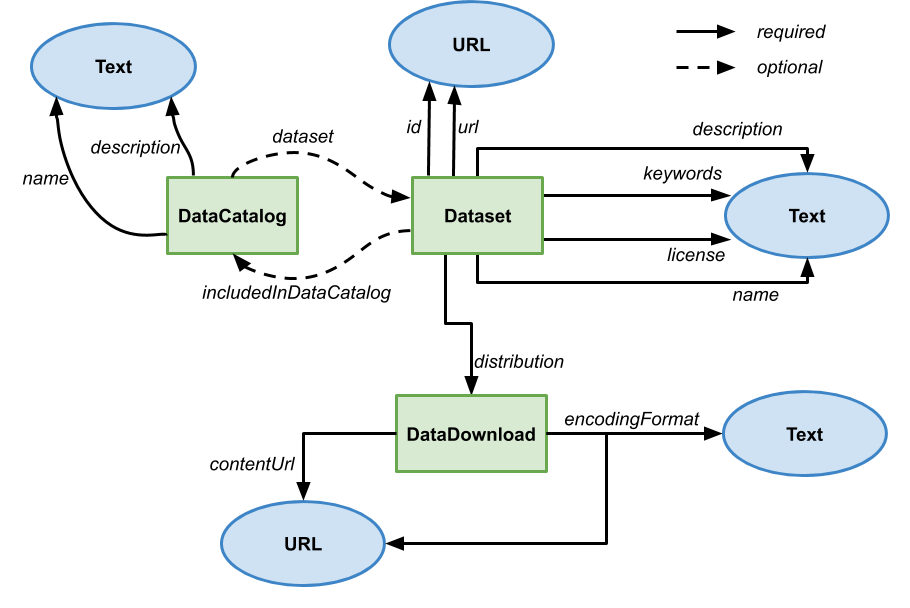 URL
required
Text
optional
id
url
description
dataset
description
keywords
name
DataCatalog
Dataset
Text
license
includedInDataCatalog
name
distribution
DataDownload
encodingFormat
Text
contentUrl
URL